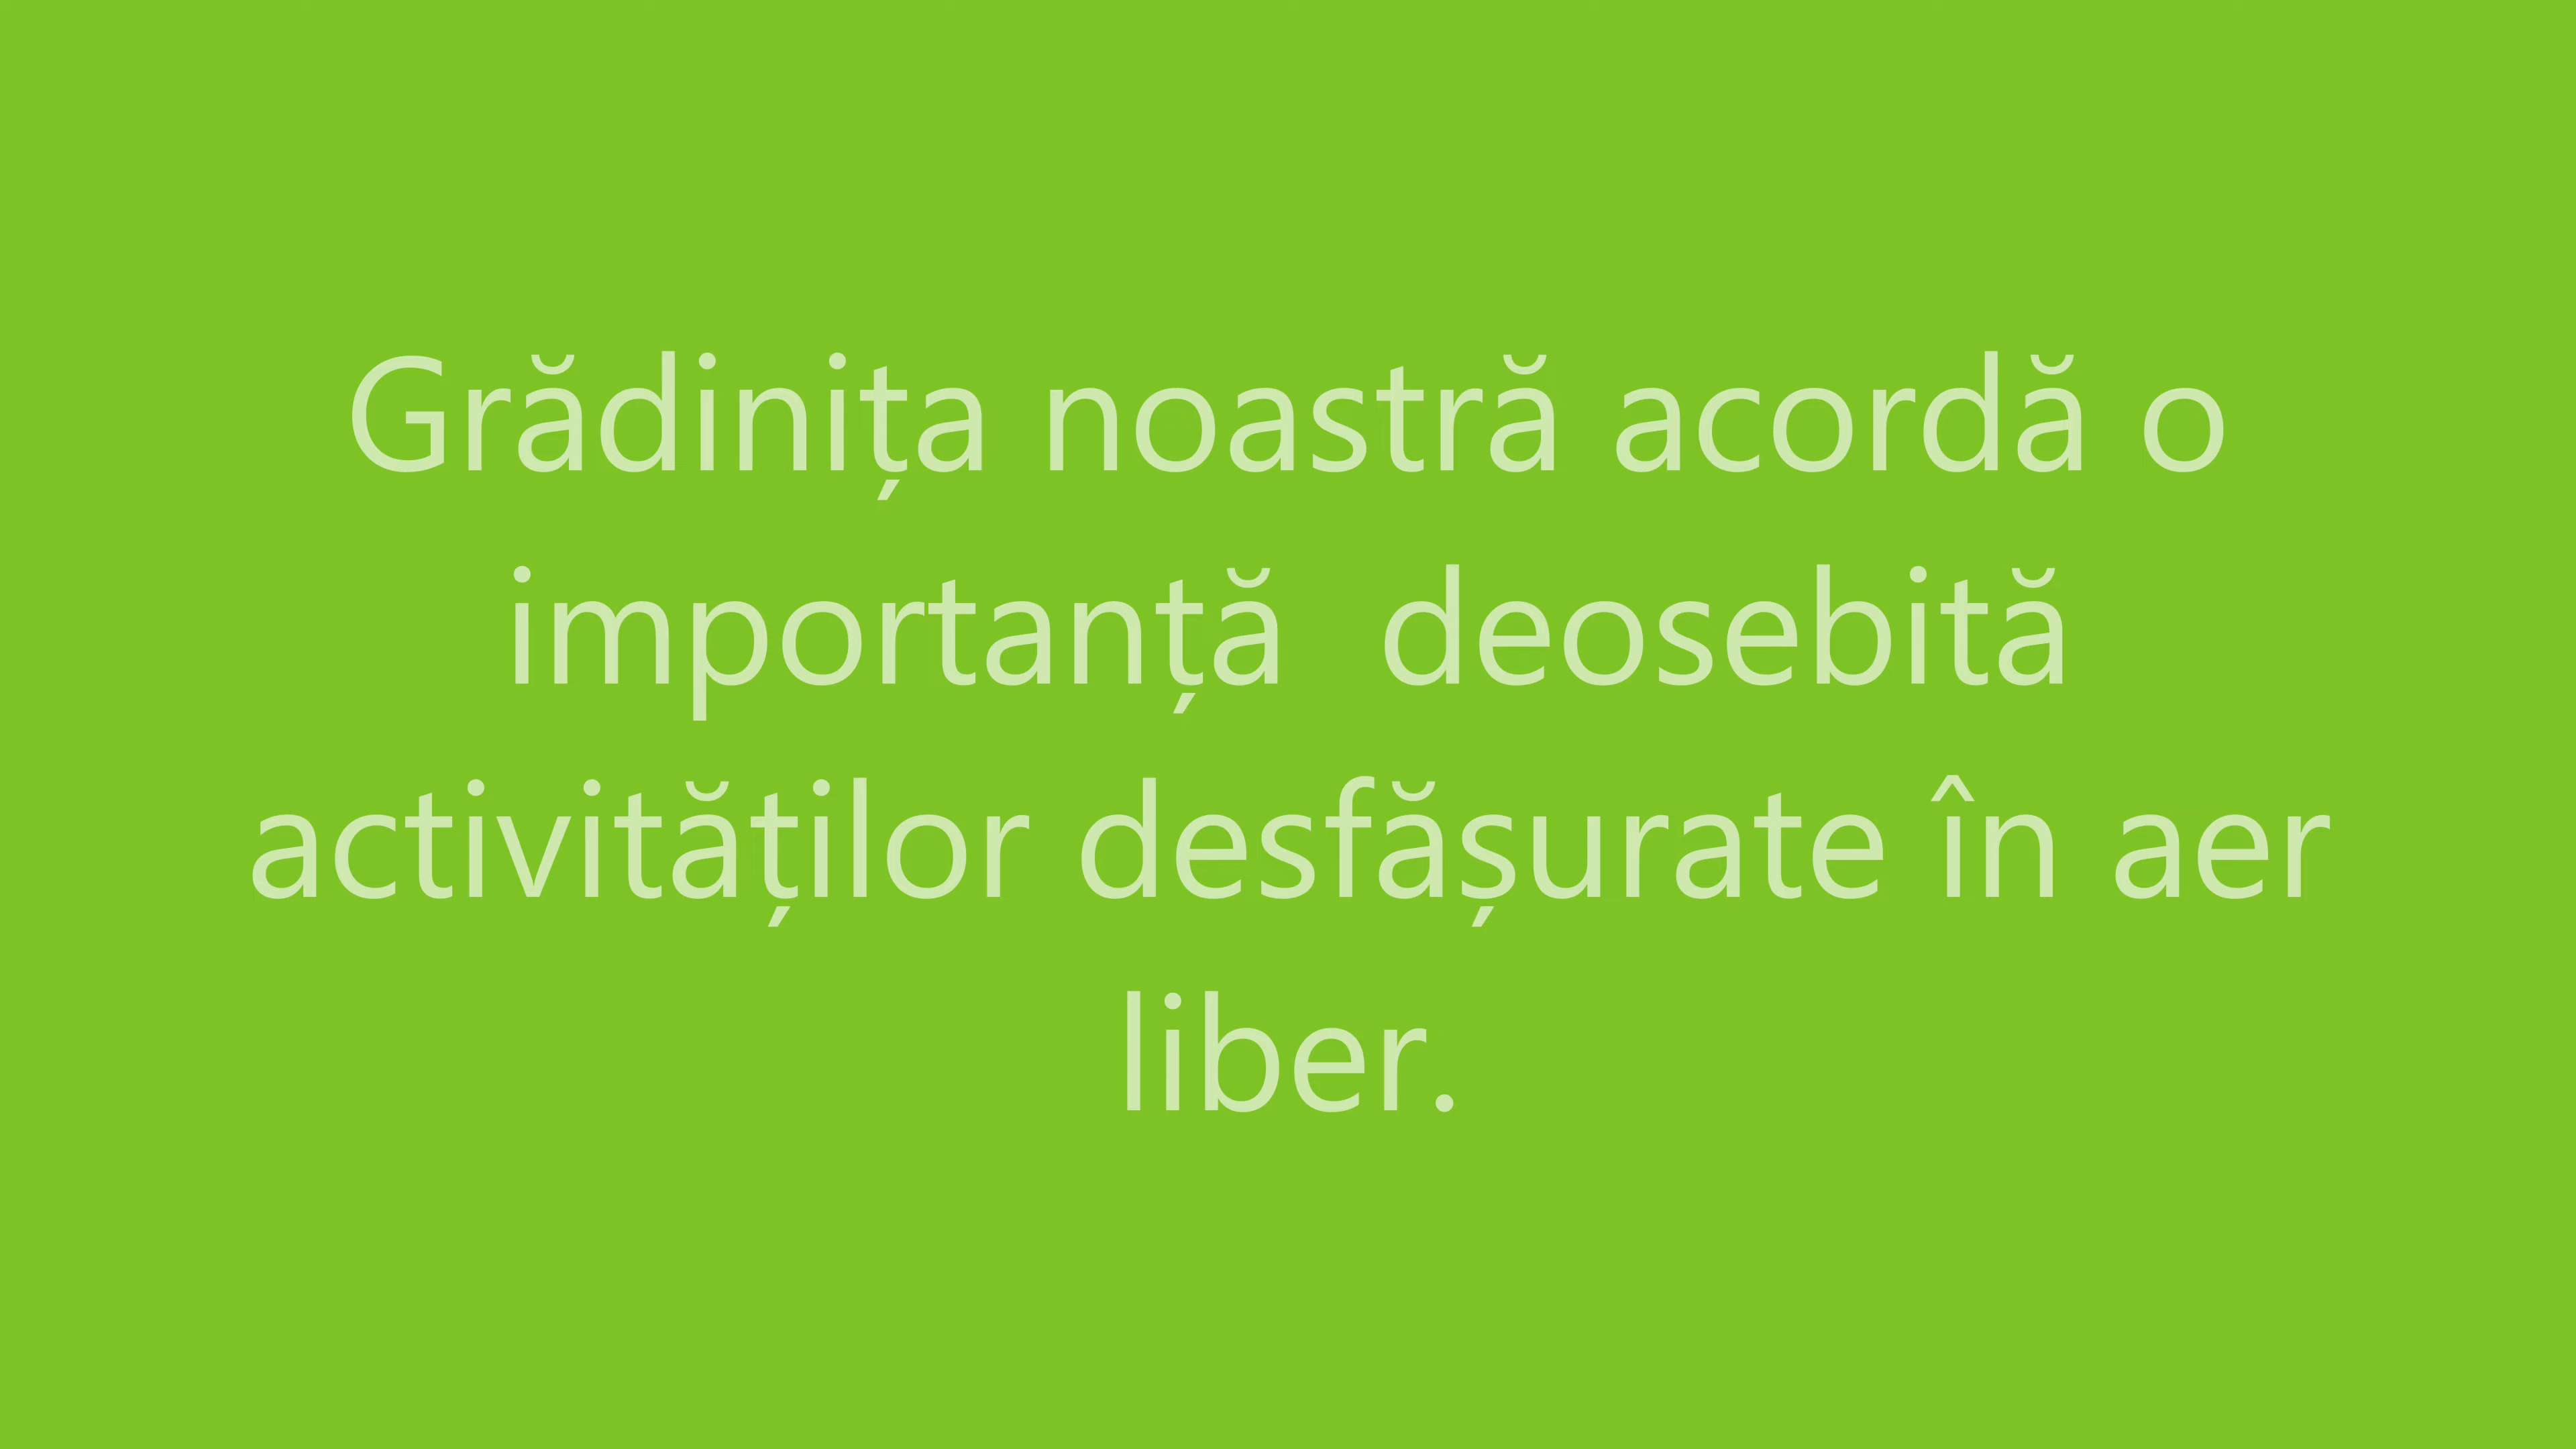 Grădinița noastră acordă o
importanță  deosebită
activităților desfășurate în aer
liber.